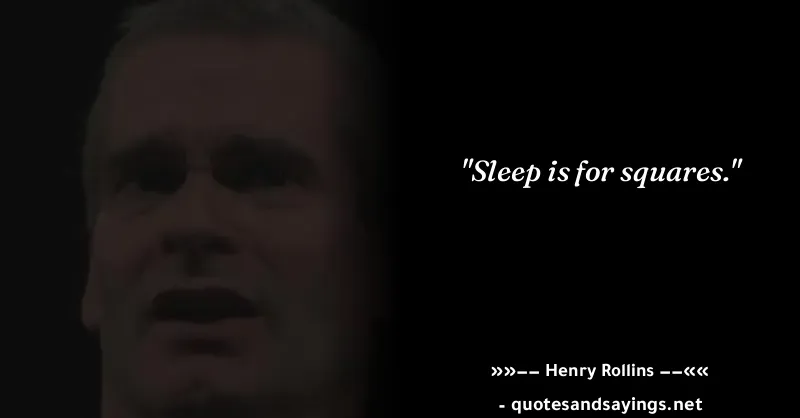 "Sleep is for squares."
»»–– Henry Rollins ––««
- quotesandsayings.net